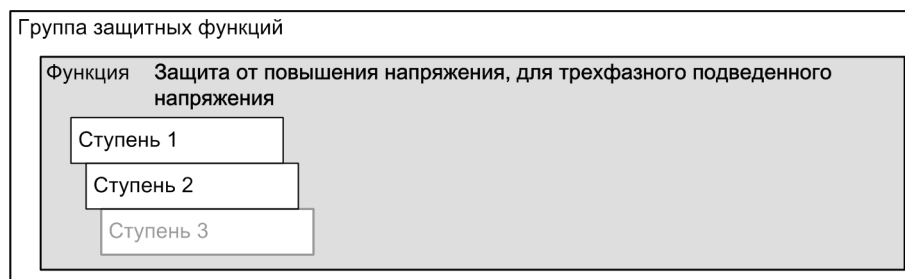 Группа защитных функций
Функция Защита от повышения напряжения, для трехфазного подведенного
напряжения
Ступень 1
Ступень 2
Ступень 3